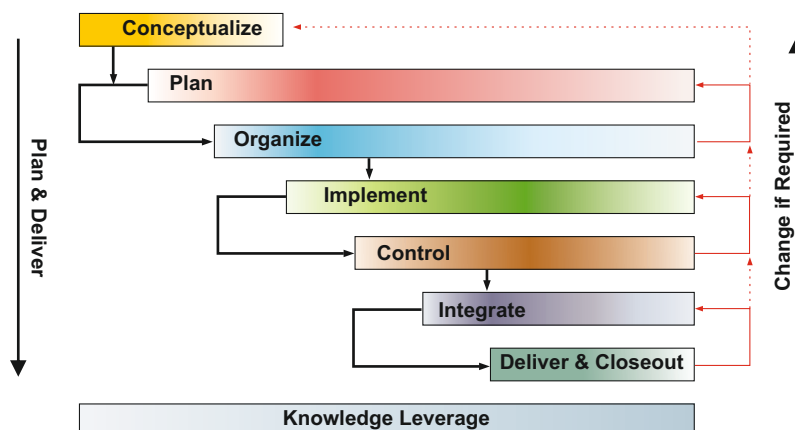 Conceptualize
Plan
Organize
Implement
Control
Integrate
Deliver & Closeout
Knowledge Leverage
Plan & Deliver
Change if Required